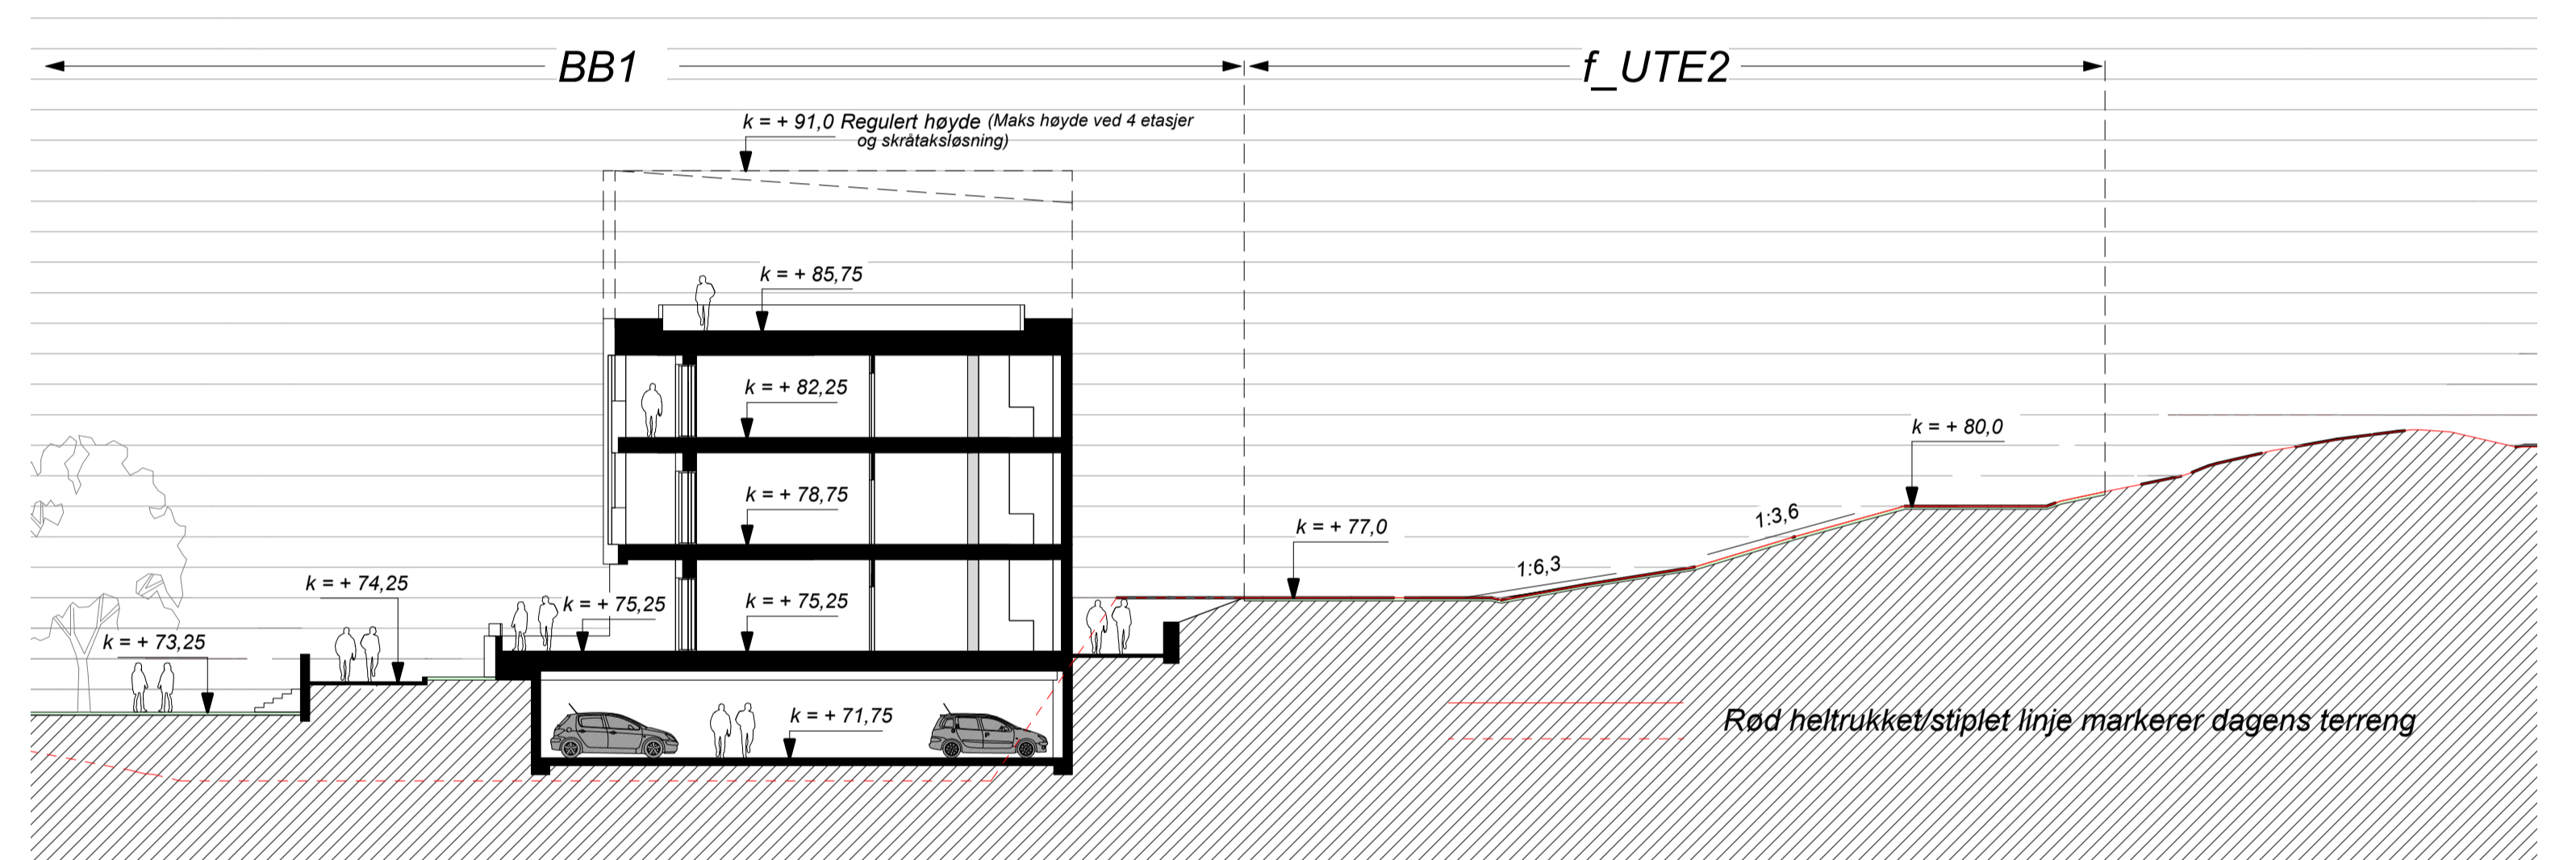 BB1
f_UTE2
k = + 91,0 Regulert høyde (Maks høyde ved 4 etasjer
og skråtaksløsning)
k = + 85,75
k = + 82,25
k = + 80,0
k = + 78,75
1:3,6
k = + 77,0
1:6,3
k = + 74,25
k = + 75,25
k = + 75,25
k = + 73,25
k = + 71,75
Rød heltrukket/stiplet linje markerer dagens terreng